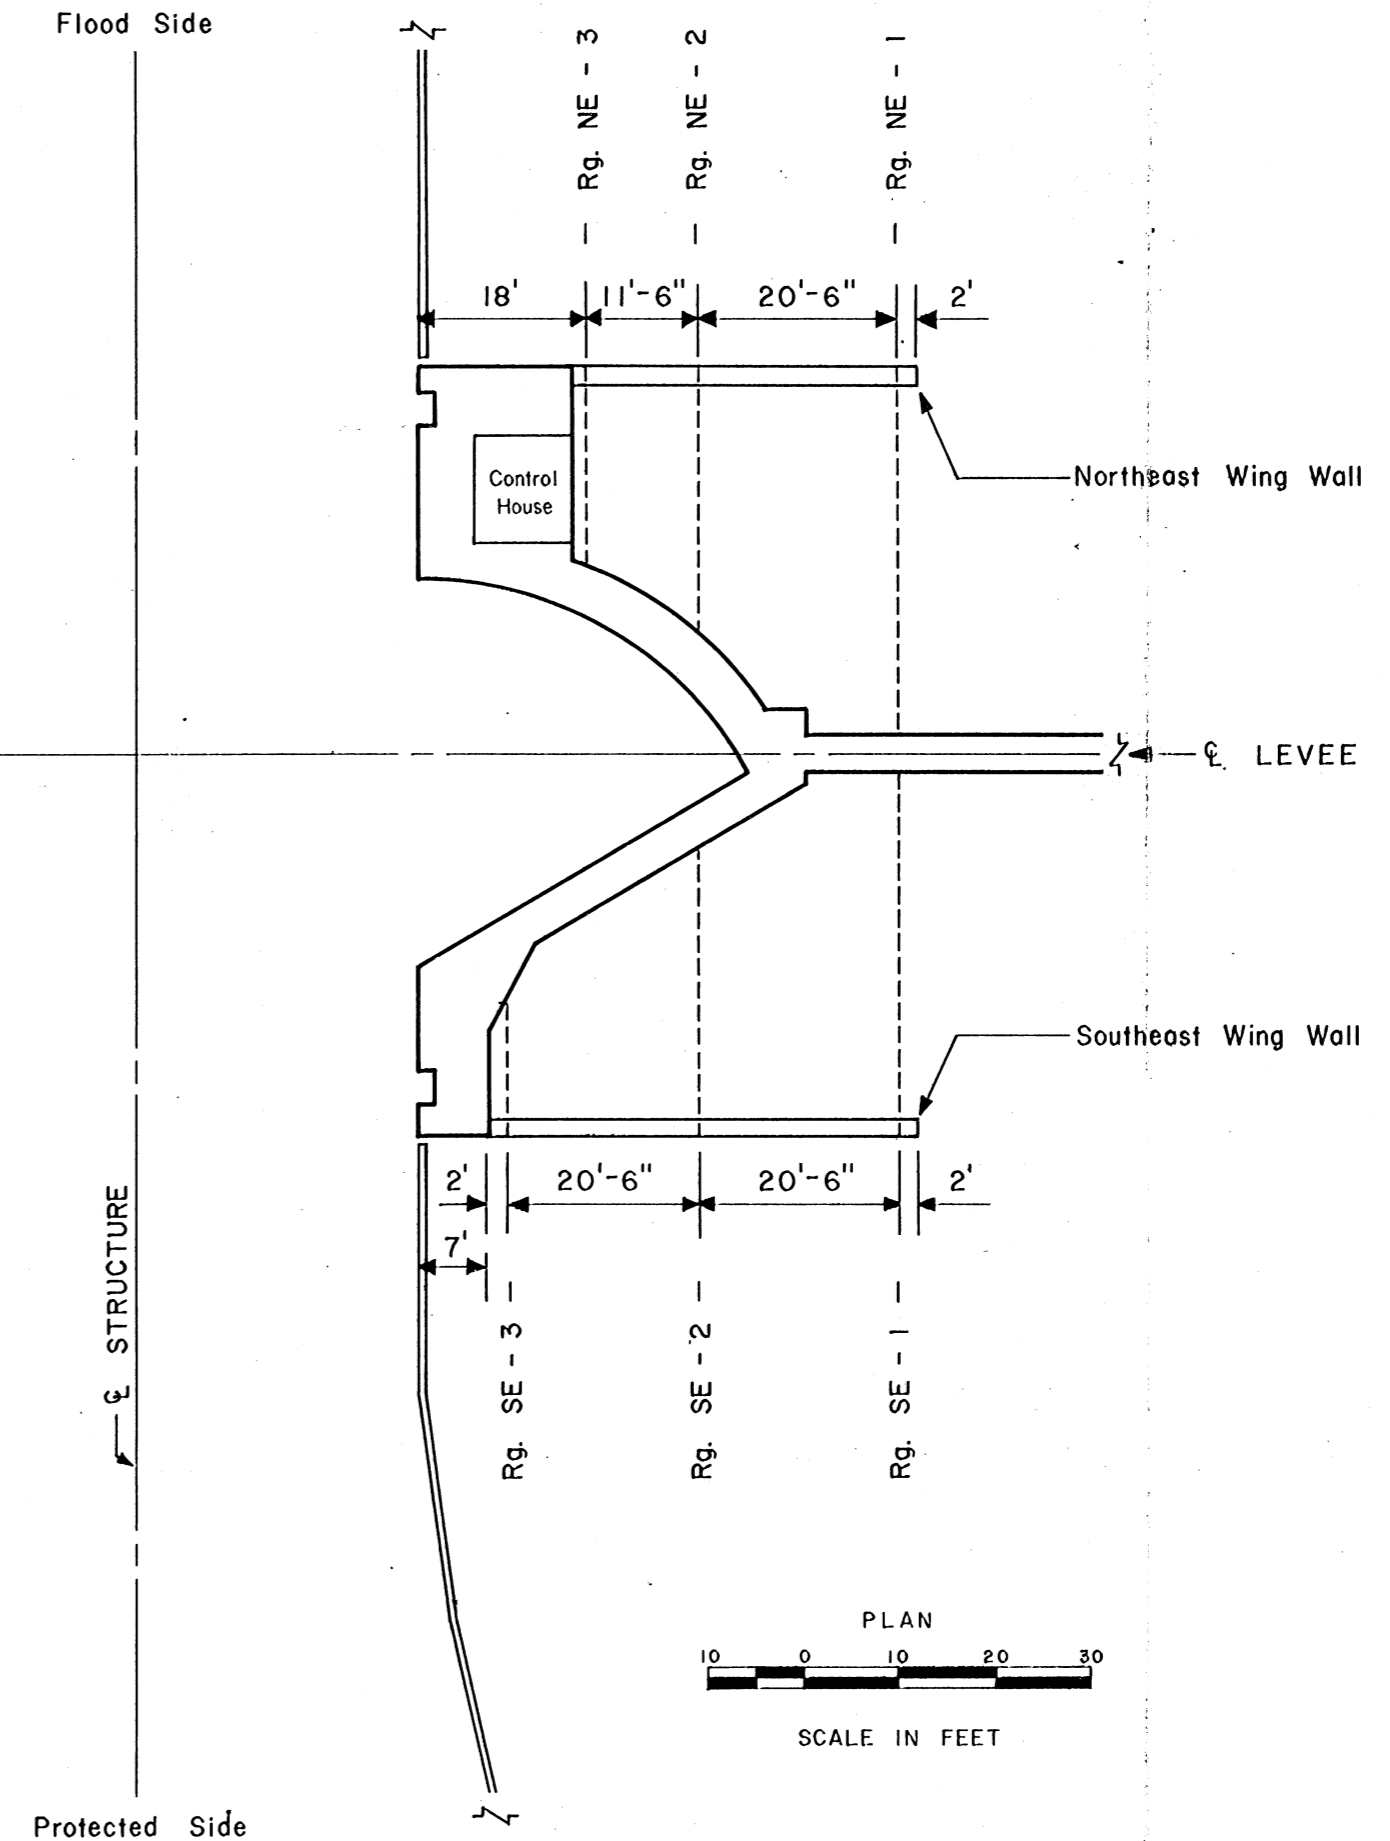 Flood Side
Rg. NE - 3
Rg. NE - 2
Rg. NE - 1
18'
11'-6"
20'-6"
2'
Control
House
Northeast Wing Wall
℄ LEVEE
Southeast Wing Wall
2'
20'-6"
20'-6"
2'
7'
℄ STRUCTURE
Rg. SE - 3
Rg. SE - 2
Rg. SE - 1
PLAN
10 0 10 20 30
SCALE IN FEET
Protected Side